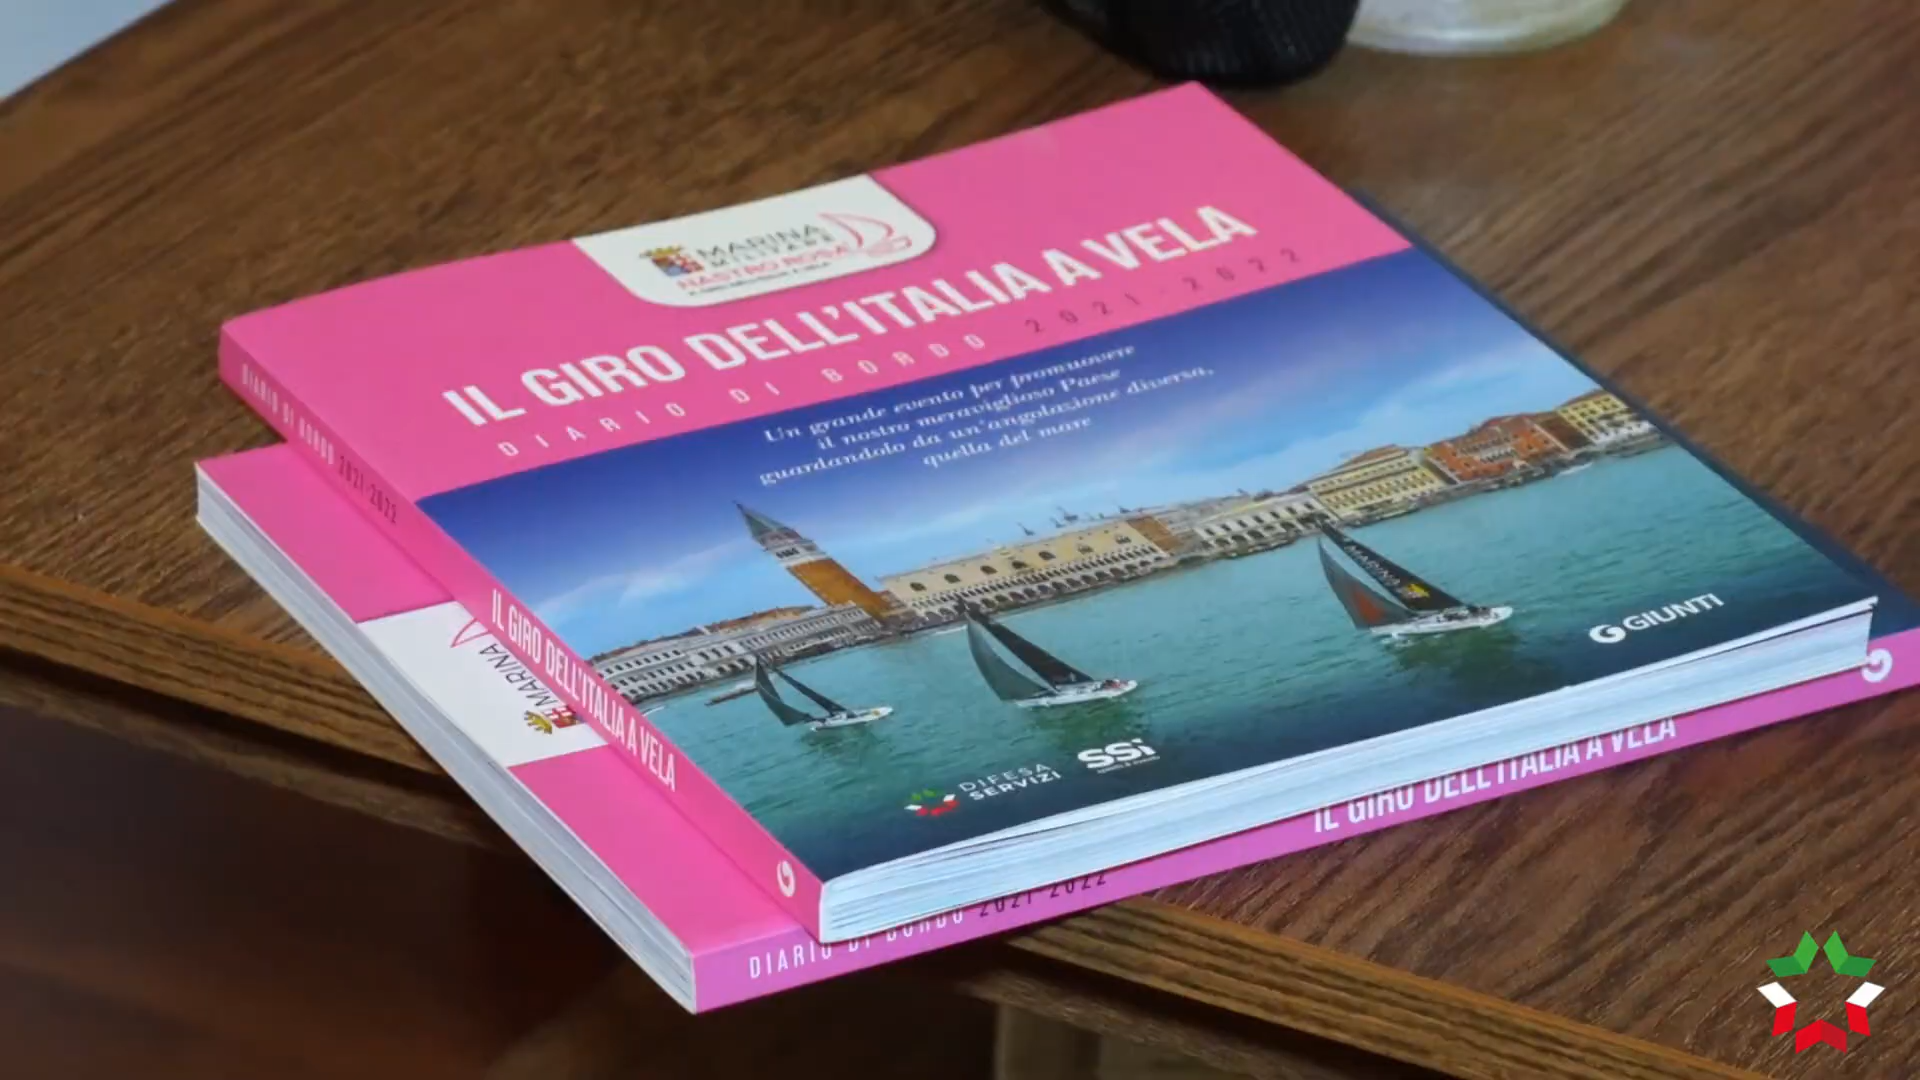 MARINA
MILITARE
NASTRO ROSA
IL GIRO DELL'ITALIA A VELA
DIARIO DI BORDO 2021-2022
Un grande evento per promuovere
il nostro meraviglioso Paese
guardandolo da un'angolazione diversa,
quella del mare
MARINA
GIUNTI
SSI
DIFESA
SERVIZI
DIARIO DI BORDO 2021-2022
IL GIRO DELL'ITALIA A VELA
MARINA
DIARIO DI BORDO 2021-2022
IL GIRO DELL'ITALIA A VELA